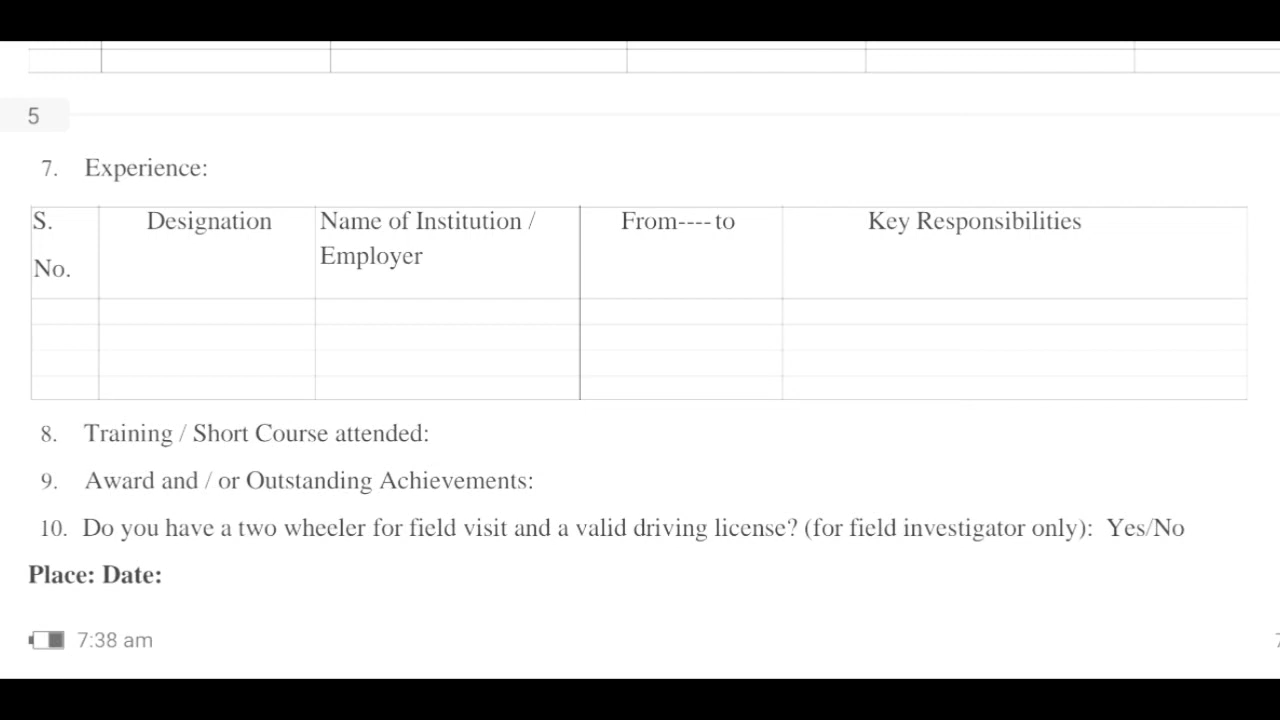 5
7. Experience:
S. No. Designation Name of Institution / Employer From----to Key Responsibilities
8. Training / Short Course attended:
9. Award and / or Outstanding Achievements:
10. Do you have a two wheeler for field visit and a valid driving license? (for field investigator only): Yes/No
Place: Date:
7:38 am